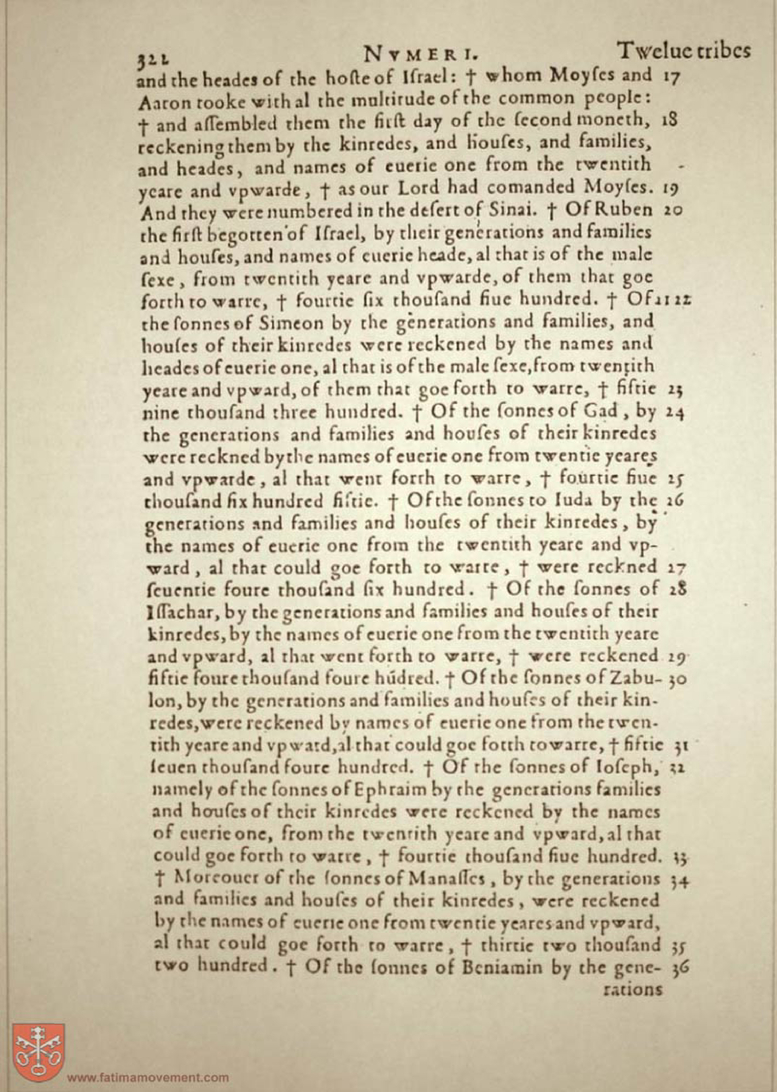 322 NVMERI. Twelue tribes
and the heades of the hoste of Iſrael: † whom Moyſes and 17
Aaron tooke with al the multitude of the common people:
† and aſſembled them the firſt day of the ſecond moneth, 18
reckening them by the kinredes, and houſes, and families,
and heades, and names of euerie one from the twentith
yeare and vpwarde, † as our Lord had comanded Moyſes. 19
And they were numbered in the deſert of Sinai. † Of Ruben 20
the firſt begotten of Iſrael, by their generations and families
and houſes, and names of euerie heade, al that is of the male
ſexe, from twentith yeare and vpwarde, of them that goe
forth to warre, † fourtie ſix thouſand fiue hundred. † Of 21 22
the ſonnes of Simeon by the generations and families, and
houſes of their kinredes were reckened by the names and
heades of euerie one, al that is of the male ſexe, from twentith
yeare and vpward, of them that goe forth to warre, † fiftie 23
nine thouſand three hundred. † Of the ſonnes of Gad, by 24
the generations and families and houſes of their kinredes
were reckned by the names of euerie one from twentie yeares
and vpwarde, al that went forth to warre, † fourtie fiue 25
thouſand ſix hundred fiftie. † Of the ſonnes to Iuda by the 26
generations and families and houſes of their kinredes, by
the names of euerie one from the twentith yeare and vp-
ward, al that could goe forth to warre, † were reckned 27
ſeuentie foure thouſand ſix hundred. † Of the ſonnes of 28
Iſſachar, by the generations and families and houſes of their
kinredes, by the names of euerie one from the twentith yeare
and vpward, al that went forth to warre, † were reckened 29
fiftie foure thouſand foure húdred. † Of the ſonnes of Zabu- 30
lon, by the generations and families and houſes of their kin-
redes, were reckened by names of euerie one from the twen-
tith yeare and vpward, al that could goe forth to warre, † fiftie 31
ſeuen thouſand foure hundred. † Of the ſonnes of Ioſeph, 32
namely of the ſonnes of Ephraim by the generations families
and houſes of their kinredes were reckened by the names
of euerie one, from the twentith yeare and vpward, al that
could goe forth to warre, † fourtie thouſand fiue hundred. 33
† Moreouer of the ſonnes of Manaſſes, by the generations 34
and families and houſes of their kinredes, were reckened
by the names of euerie one from twentie yeares and vpward,
al that could goe forth to warre, † thirtie two thouſand 35
two hundred. † Of the ſonnes of Beniamin by the gene- 36
rations
www.fatimamovement.com